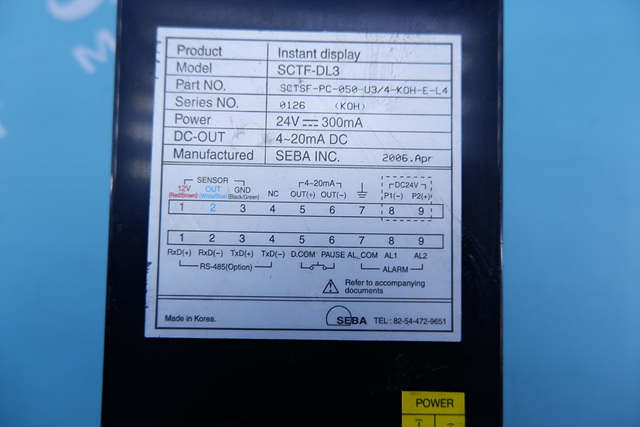 Product Instant display
Model SCTF-DL3
Part NO. SCTSF-PC-050-U3/4-KOH-E-L4
Series NO. 0126 (KOH)
Power 24V⎓300mA
DC-OUT 4~20mA DC
Manufactured SEBA INC. 2006.Apr
SENSOR 4~20mA DC24V
12V OUT GND NC OUT(+) OUT(-) ⏚ P1(-) P2(+)
(Red/Brown) (White/Blue) (Black/Green)
1 2 3 4 5 6 7 8 9
1 2 3 4 5 6 7 8 9
RxD(+) RxD(-) TxD(+) TxD(-) D.COM PAUSE AL_COM AL1 AL2
RS-485(Option) ALARM
Refer to accompanying
documents
Made in Korea. SEBA TEL : 82-54-472-9651
POWER